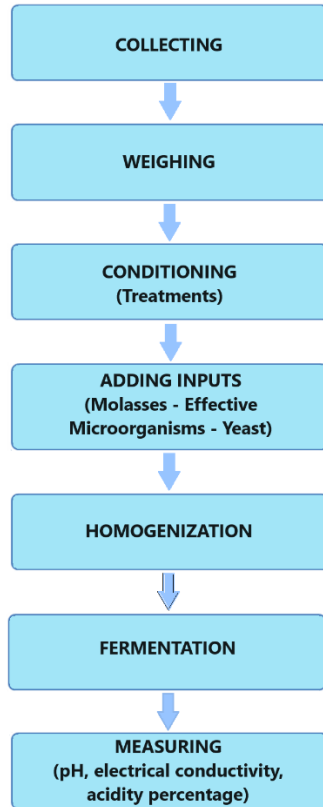 COLLECTING
WEIGHING
CONDITIONING
(Treatments)
ADDING INPUTS
(Molasses - Effective
Microorganisms - Yeast)
HOMOGENIZATION
FERMENTATION
MEASURING
(pH, electrical conductivity,
acidity percentage)